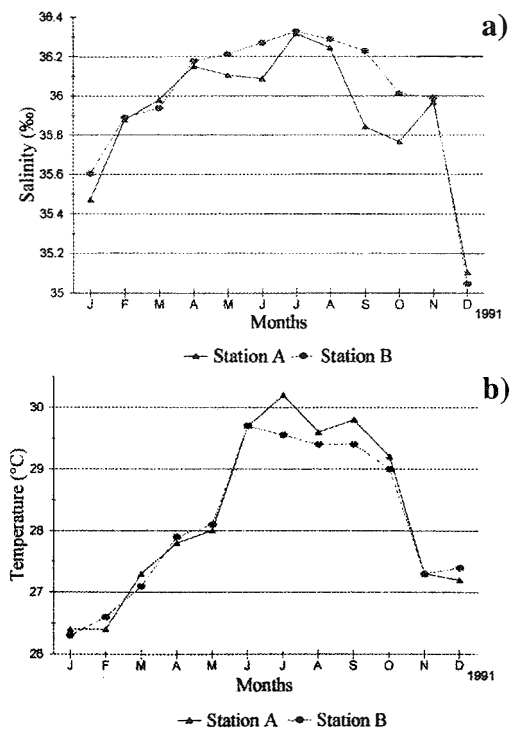 a)
36.4
36.2
36
35.8
35.6
35.4
35.2
35
Salinity (‰)
J F M A M J J A S O N D
1991
Months
Station A Station B
b)
30
29
28
27
26
Temperature (°C)
J F M A M J J A S O N D
1991
Months
Station A Station B